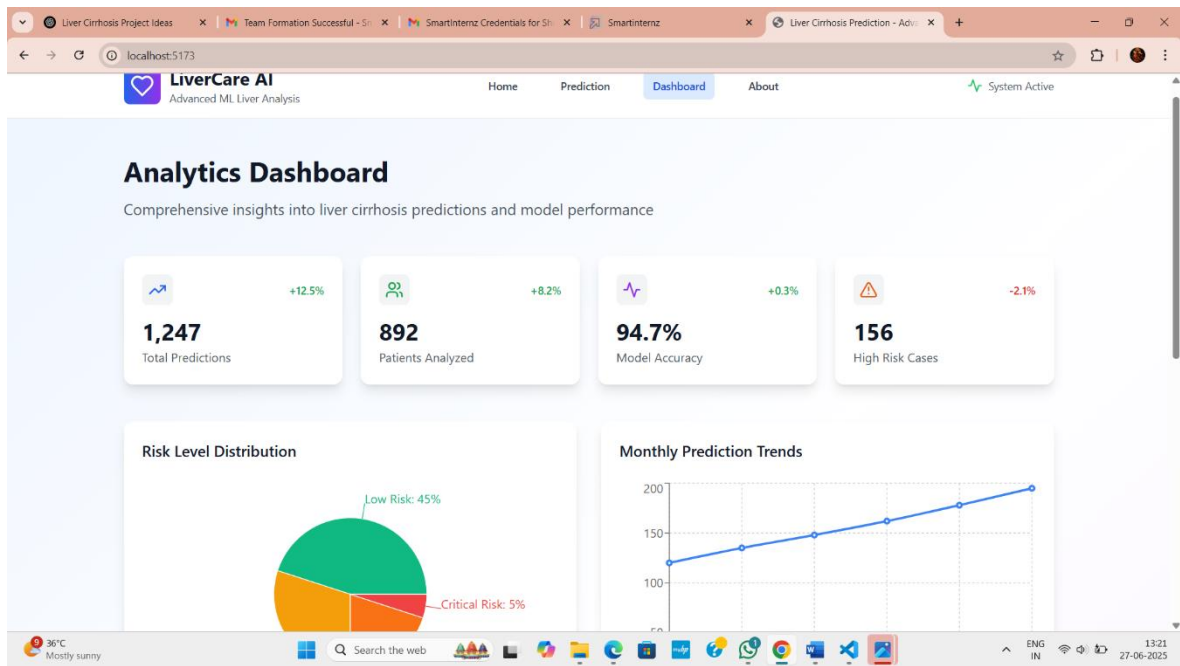 Liver Cirrhosis Project Ideas
Team Formation Successful - S
SmartInternz Credentials for Sh
Smartinternz
Liver Cirrhosis Prediction - Adv
localhost:5173
LiverCare AI
Advanced ML Liver Analysis
Home Prediction Dashboard About
System Active
Analytics Dashboard
Comprehensive insights into liver cirrhosis predictions and model performance
+12.5%
1,247
Total Predictions
+8.2%
892
Patients Analyzed
+0.3%
94.7%
Model Accuracy
-2.1%
156
High Risk Cases
Risk Level Distribution
Low Risk: 45%
Critical Risk: 5%
Monthly Prediction Trends
200
150
100
9
36°C
Mostly sunny
Search the web
9
ENG
IN
13:21
27-06-2025